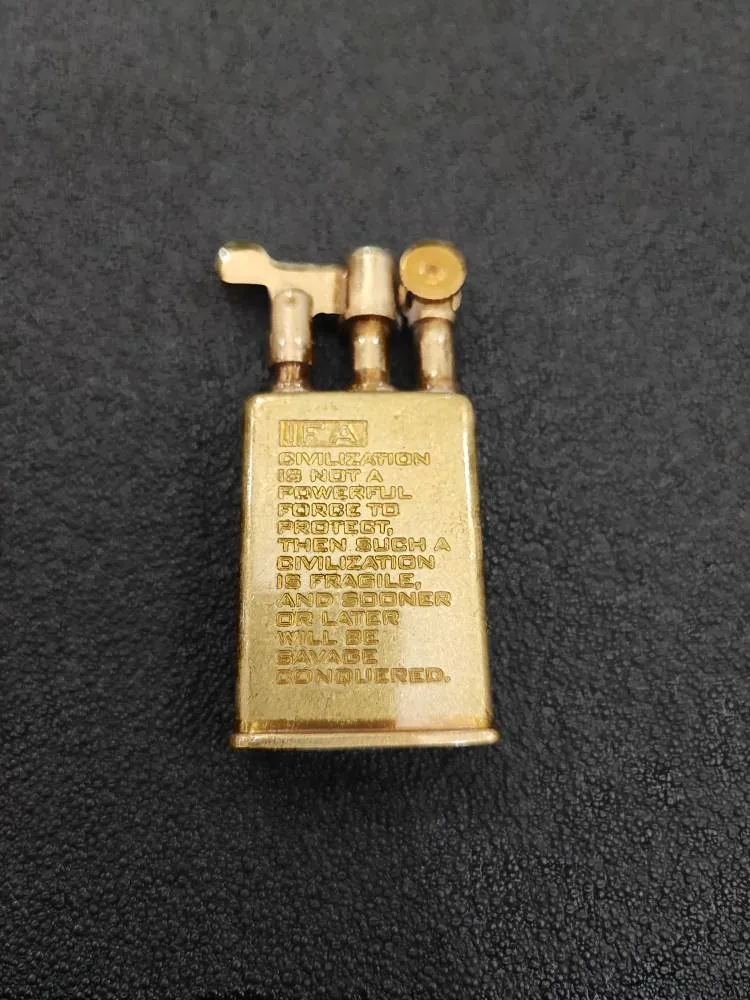 IF A
CIVILIZATION
IS NOT A
POWERFUL
FORCE TO
PROTECT,
THEN SUCH A
CIVILIZATION
IS FRAGILE,
AND SOONER
OR LATER
WILL BE
SAVAGE
CONQUERED.